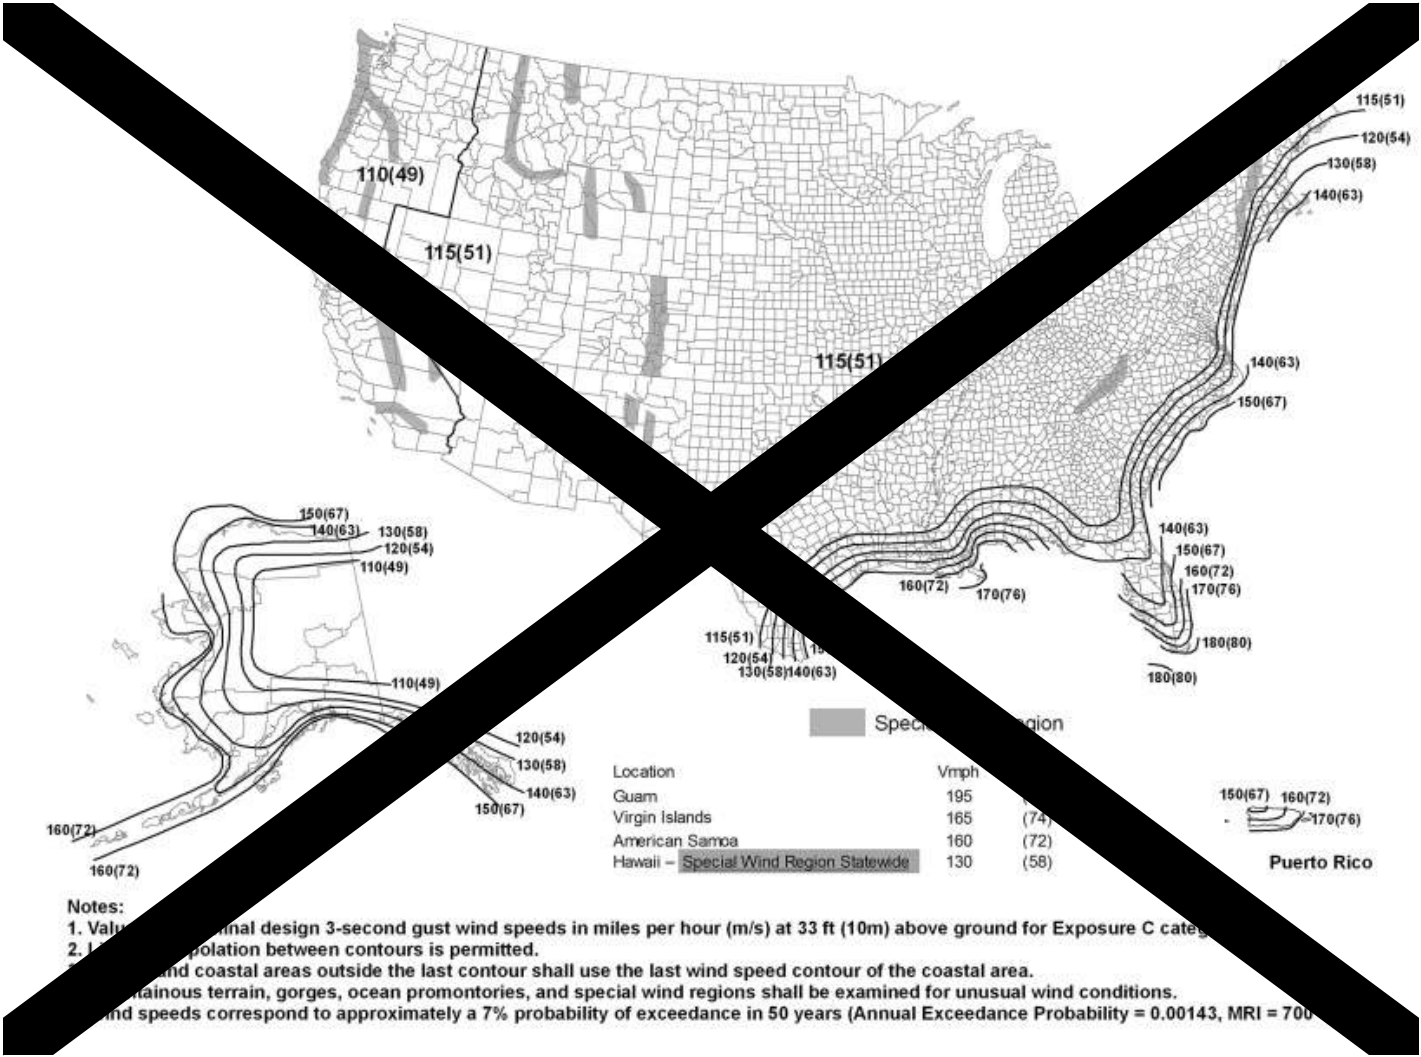 115(51)
120(54)
130(58)
140(63)
110(49)
115(51)
115(51)
140(63)
150(67)
150(67)
140(63)
130(58)
120(54)
110(49)
140(63)
150(67)
160(72)
170(76)
160(72)
170(76)
180(80)
180(80)
115(51)
120(54)
130(58)140(63)
110(49)
120(54)
130(58)
140(63)
150(67)
160(72)
160(72)
Location Vmph
Guam 195
Virgin Islands 165 (74)
American Samoa 160 (72)
Hawaii – Special Wind Region Statewide 130 (58)
150(67) 160(72)
170(76)
Puerto Rico
Notes:
1. design 3-second gust wind speeds in miles per hour (m/s) at 33 ft (10m) above ground for Exposure C
2. between contours is permitted.
and coastal areas outside the last contour shall use the last wind speed contour of the coastal area.
terrain, gorges, ocean promontories, and special wind regions shall be examined for unusual wind conditions.
speeds correspond to approximately a 7% probability of exceedance in 50 years (Annual Exceedance Probability = 0.00143, MRI = 700